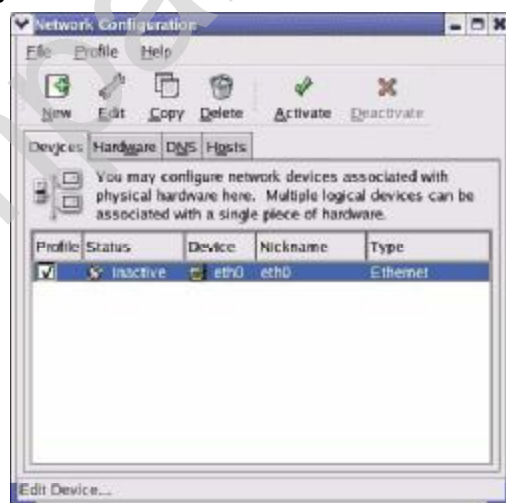 Network Configuration
File Profile Help
New Edit Copy Delete Activate Deactivate
Devices Hardware DNS Hosts
You may configure network devices associated with
physical hardware here. Multiple logical devices can be
associated with a single piece of hardware.
Profile Status Device Nickname Type
Inactive eth0 eth0 Ethernet
Edit Device...